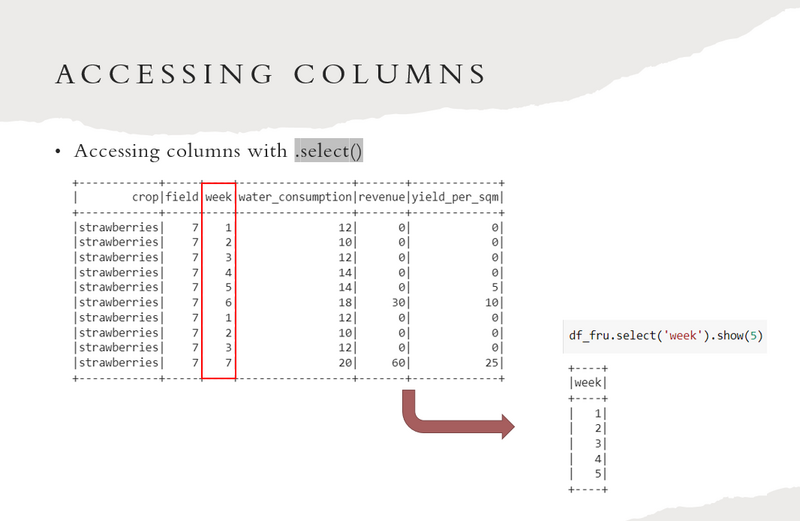 ACCESSING COLUMNS
• Accessing columns with .select()
+------------+-----+----+-----------------+-------+-------------+
|        crop|field|week|water_consumption|revenue|yield_per_sqm|
+------------+-----+----+-----------------+-------+-------------+
|strawberries|    7|   1|               12|      0|            0|
|strawberries|    7|   2|               10|      0|            0|
|strawberries|    7|   3|               12|      0|            0|
|strawberries|    7|   4|               14|      0|            0|
|strawberries|    7|   5|               14|      0|            5|
|strawberries|    7|   6|               18|     30|           10|
|strawberries|    7|   1|               12|      0|            0|
|strawberries|    7|   2|               10|      0|            0|
|strawberries|    7|   3|               12|      0|            0|
|strawberries|    7|   7|               20|     60|           25|
+------------+-----+----+-----------------+-------+-------------+
df_fru.select('week').show(5)
+----+
|week|
+----+
|   1|
|   2|
|   3|
|   4|
|   5|
+----+